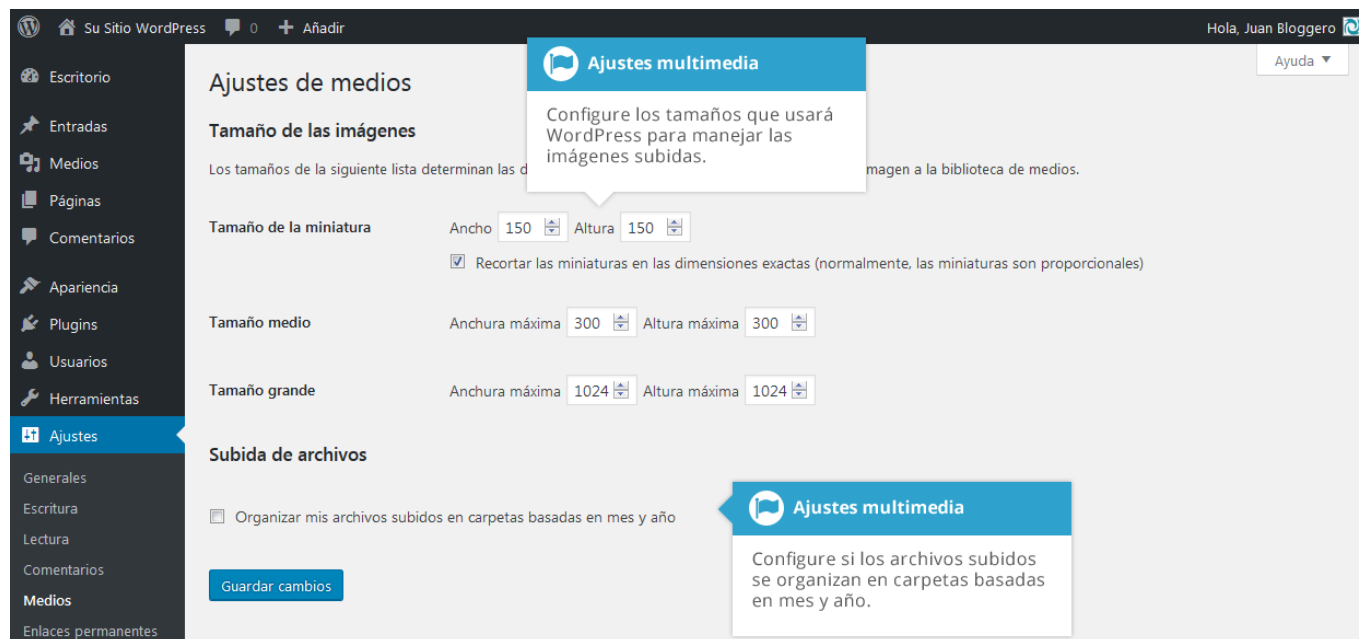 Su Sitio WordPress 0 + Añadir Hola, Juan Bloggero
Ayuda ▼
Escritorio
Entradas
Medios
Páginas
Comentarios
Apariencia
Plugins
Usuarios
Herramientas
Ajustes
Generales
Escritura
Lectura
Comentarios
Medios
Enlaces permanentes
Ajustes de medios
Tamaño de las imágenes
Los tamaños de la siguiente lista determinan las magen a la biblioteca de medios.
Ajustes multimedia
Configure los tamaños que usará
WordPress para manejar las
imágenes subidas.
Tamaño de la miniatura Ancho 150 Altura 150
Recortar las miniaturas en las dimensiones exactas (normalmente, las miniaturas son proporcionales)
Tamaño medio Anchura máxima 300 Altura máxima 300
Tamaño grande Anchura máxima 1024 Altura máxima 1024
Subida de archivos
Organizar mis archivos subidos en carpetas basadas en mes y año
Ajustes multimedia
Configure si los archivos subidos
se organizan en carpetas basadas
en mes y año.
Guardar cambios